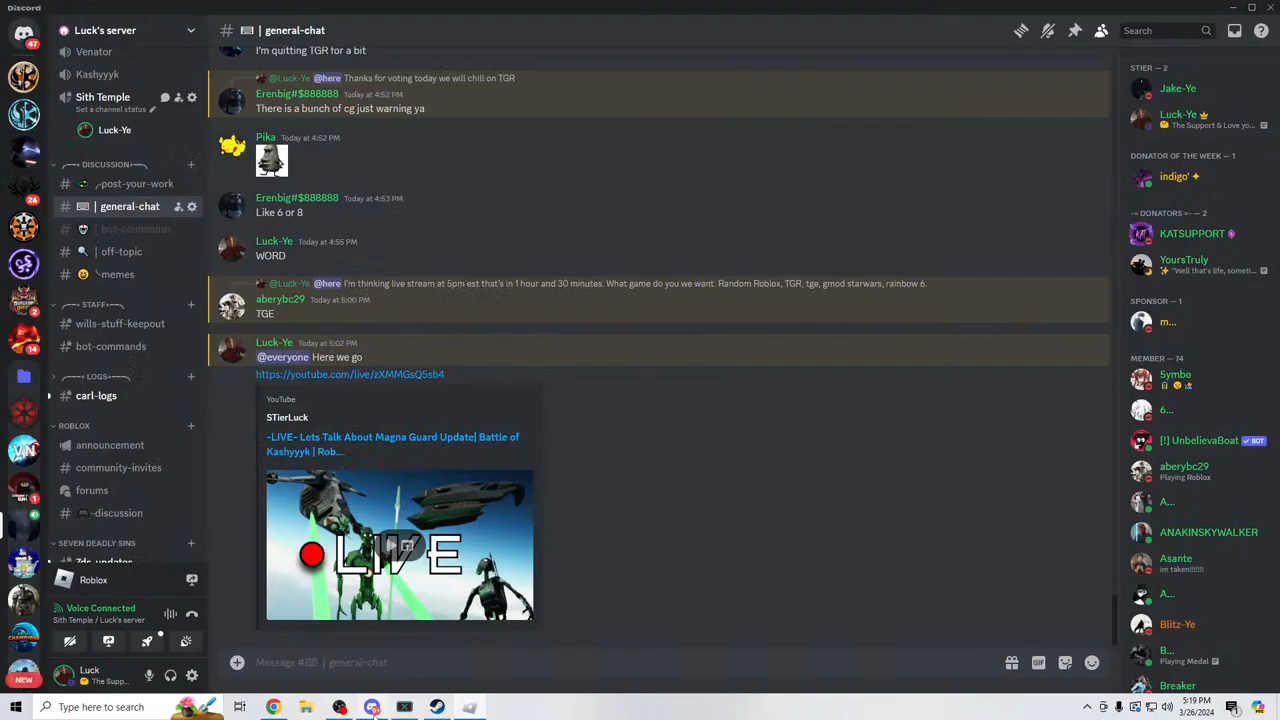 Discord
47
Luck's server
| general-chat
Search
Venator
Kashyyyk
Sith Temple
Set a channel status
Luck-Ye
DISCUSSION
post-your-work
| general-chat
| bot-commands
| off-topic
memes
STAFF
wills-stuff-keepout
bot-commands
LOGS
carl-logs
ROBLOX
announcement
community-invites
forums
-discussion
SEVEN DEADLY SINS
7ds-updates
26
2
14
1
NEW
Roblox
Voice Connected
Sith Temple / Luck's server
Luck
The Supp...
I'm quitting TGR for a bit
@Luck-Ye @here Thanks for voting today we will chill on TGR
Erenbig#$888888 Today at 4:52 PM
There is a bunch of cg just warning ya
Pika Today at 4:52 PM
Erenbig#$888888 Today at 4:53 PM
Like 6 or 8
Luck-Ye Today at 4:55 PM
WORD
@Luck-Ye @here I'm thinking live stream at 5pm est that's in 1 hour and 30 minutes. What game do you we want. Random Roblox, TGR, tge, gmod starwars, rainbow 6.
aberybc29 Today at 5:00 PM
TGE
Luck-Ye Today at 5:02 PM
@everyone Here we go
https://youtube.com/live/zXMMGsQ5sb4
YouTube
STierLuck
-LIVE- Lets Talk About Magna Guard Update| Battle of
Kashyyyk | Rob...
LIVE
Message # | general-chat
GIF
STIER — 2
Jake-Ye
Luck-Ye
The Support & Love yo...
DONATOR OF THE WEEK — 1
indigo'
-= DONATORS =- — 2
KATSUPPORT
YoursTruly
"Well that's life, someti...
SPONSOR — 1
m...
MEMBER — 74
5ymbo
6...
[!] UnbelievaBoat BOT
aberybc29
Playing Roblox
A...
ANAKINSKYWALKER
Asante
im taken!!!!!!!
A...
Blitz-Ye
B...
Playing Medal
Breaker
Type here to search
5:19 PM
3/26/2024